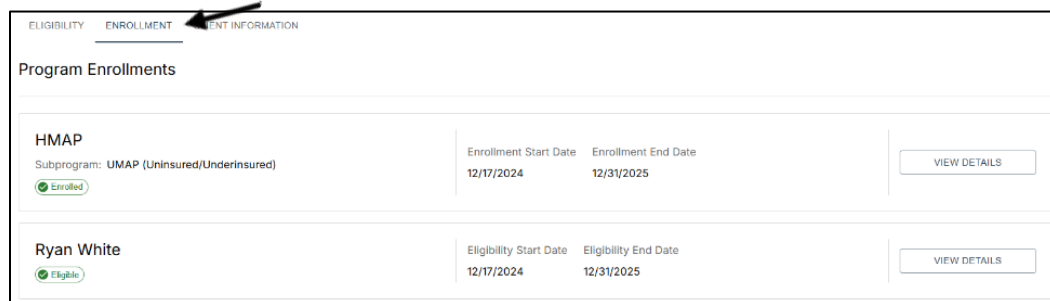 ELIGIBILITY ENROLLMENT ENT INFORMATION
Program Enrollments
HMAP
Subprogram: UMAP (Uninsured/Underinsured)
Enrolled
Enrollment Start Date Enrollment End Date
12/17/2024 12/31/2025
VIEW DETAILS
Ryan White
Eligible
Eligibility Start Date Eligibility End Date
12/17/2024 12/31/2025
VIEW DETAILS